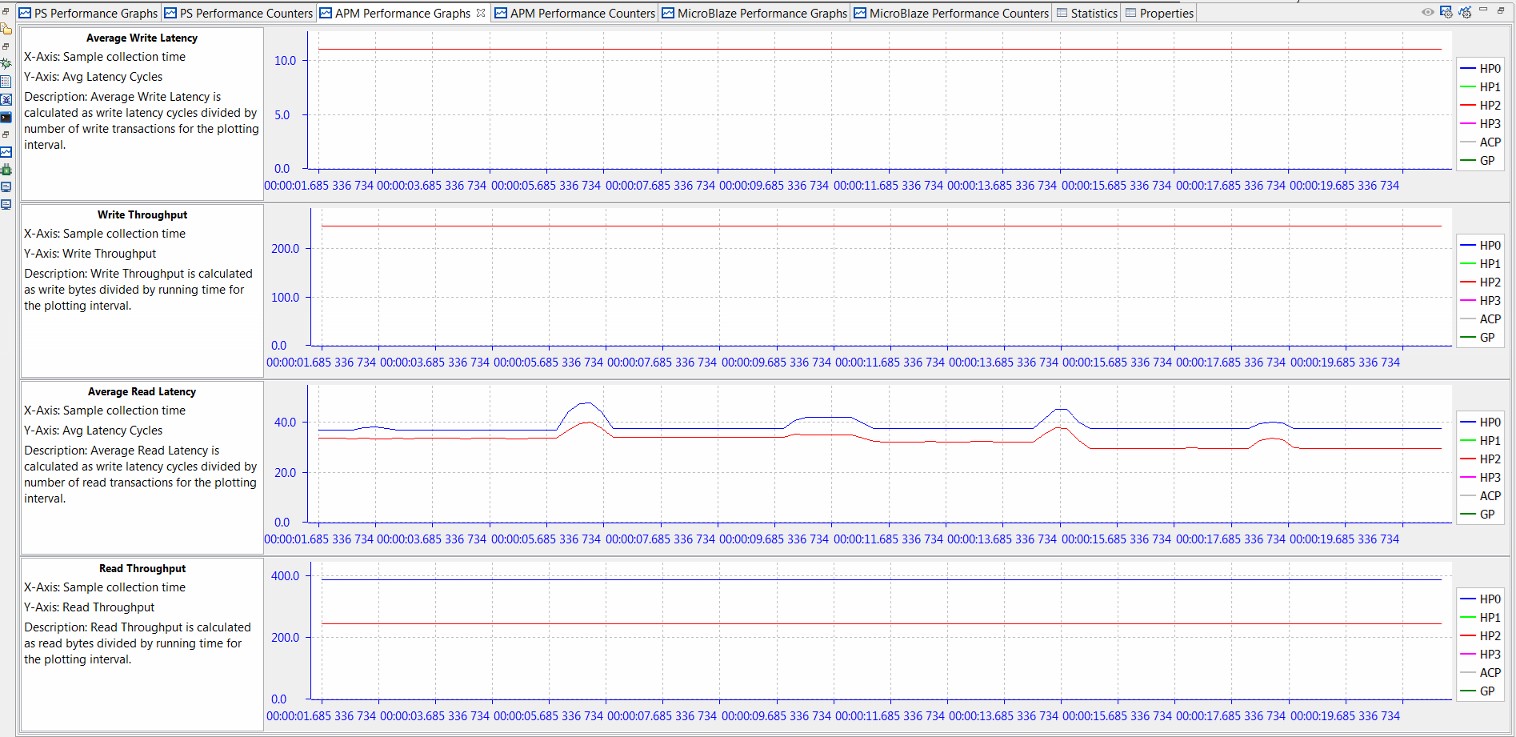 PS Performance Graphs PS Performance Counters APM Performance Graphs APM Performance Counters MicroBlaze Performance Graphs MicroBlaze Performance Counters Statistics Properties
Average Write Latency
X-Axis: Sample collection time
Y-Axis: Avg Latency Cycles
Description: Average Write Latency is
calculated as write latency cycles divided by
number of write transactions for the plotting
interval.
10.0
5.0
0.0
00:00:01.685 336 734 00:00:03.685 336 734 00:00:05.685 336 734 00:00:07.685 336 734 00:00:09.685 336 734 00:00:11.685 336 734 00:00:13.685 336 734 00:00:15.685 336 734 00:00:17.685 336 734 00:00:19.685 336 734
HP0
HP1
HP2
HP3
ACP
GP
Write Throughput
X-Axis: Sample collection time
Y-Axis: Write Throughput
Description: Write Throughput is calculated
as write bytes divided by running time for
the plotting interval.
200.0
100.0
0.0
00:00:01.685 336 734 00:00:03.685 336 734 00:00:05.685 336 734 00:00:07.685 336 734 00:00:09.685 336 734 00:00:11.685 336 734 00:00:13.685 336 734 00:00:15.685 336 734 00:00:17.685 336 734 00:00:19.685 336 734
HP0
HP1
HP2
HP3
ACP
GP
Average Read Latency
X-Axis: Sample collection time
Y-Axis: Avg Latency Cycles
Description: Average Read Latency is
calculated as write latency cycles divided by
number of read transactions for the plotting
interval.
40.0
20.0
0.0
00:00:01.685 336 734 00:00:03.685 336 734 00:00:05.685 336 734 00:00:07.685 336 734 00:00:09.685 336 734 00:00:11.685 336 734 00:00:13.685 336 734 00:00:15.685 336 734 00:00:17.685 336 734 00:00:19.685 336 734
HP0
HP1
HP2
HP3
ACP
GP
Read Throughput
X-Axis: Sample collection time
Y-Axis: Read Throughput
Description: Read Throughput is calculated
as read bytes divided by running time for
the plotting interval.
400.0
200.0
0.0
00:00:01.685 336 734 00:00:03.685 336 734 00:00:05.685 336 734 00:00:07.685 336 734 00:00:09.685 336 734 00:00:11.685 336 734 00:00:13.685 336 734 00:00:15.685 336 734 00:00:17.685 336 734 00:00:19.685 336 734
HP0
HP1
HP2
HP3
ACP
GP